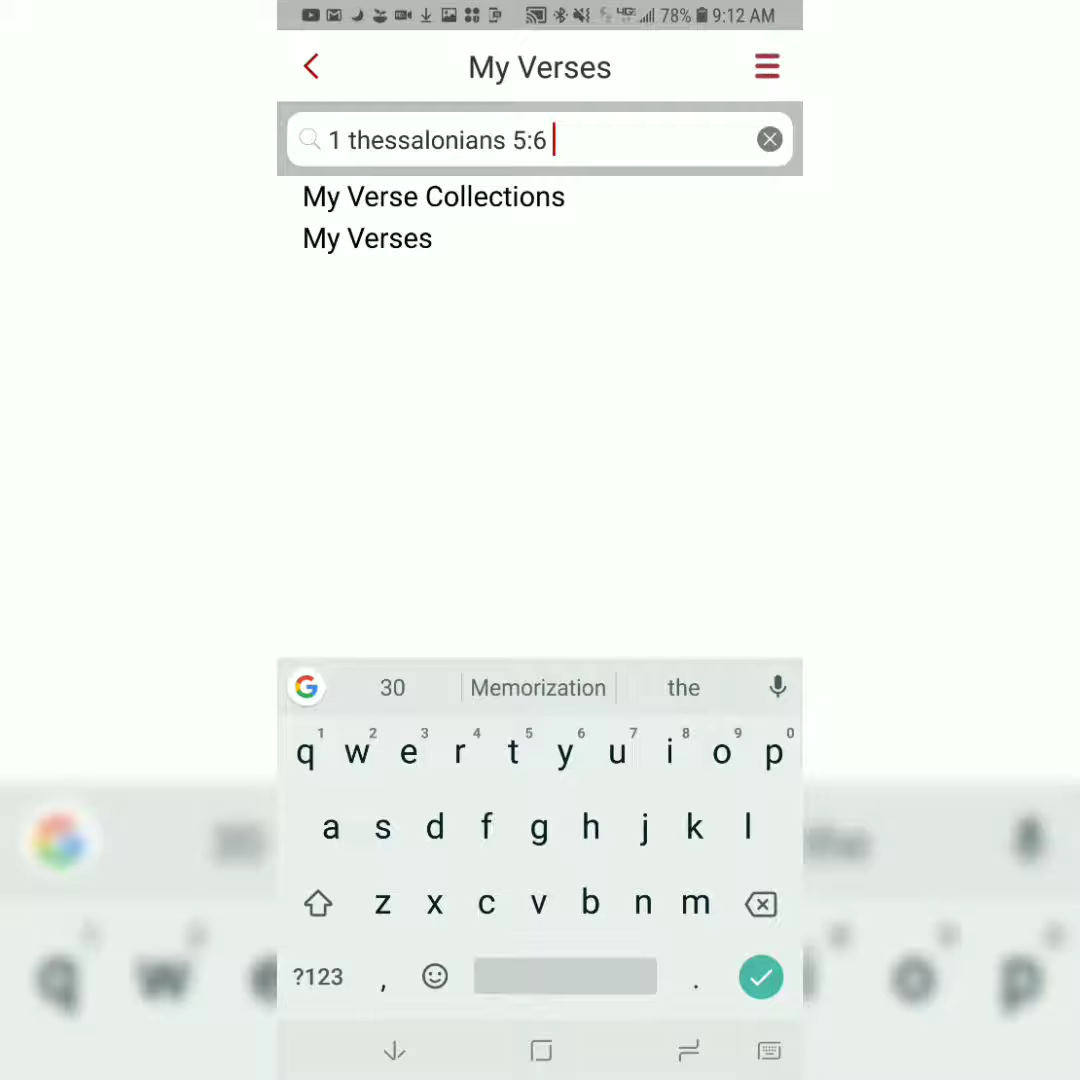 78% 9:12 AM
My Verses
1 thessalonians 5:6
My Verse Collections
My Verses
30 Memorization the
1 2 3 4 5 6 7 8 9 0
q w e r t y u i o p
a s d f g h j k l
z x c v b n m
?123 , .